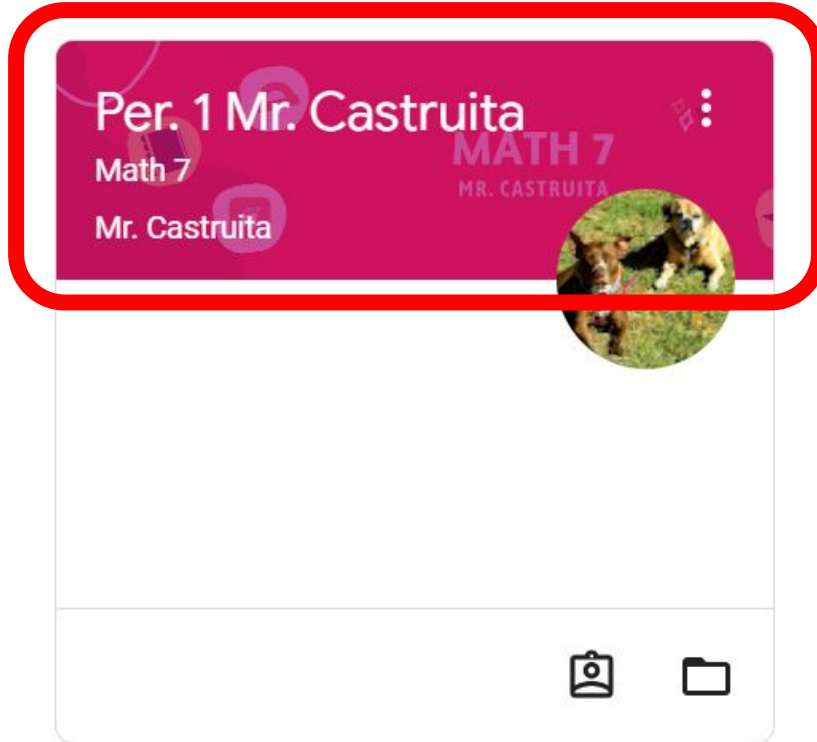 Per. 1 Mr. Castruita
Math 7
Mr. Castruita
MATH 7
MR. CASTRUITA